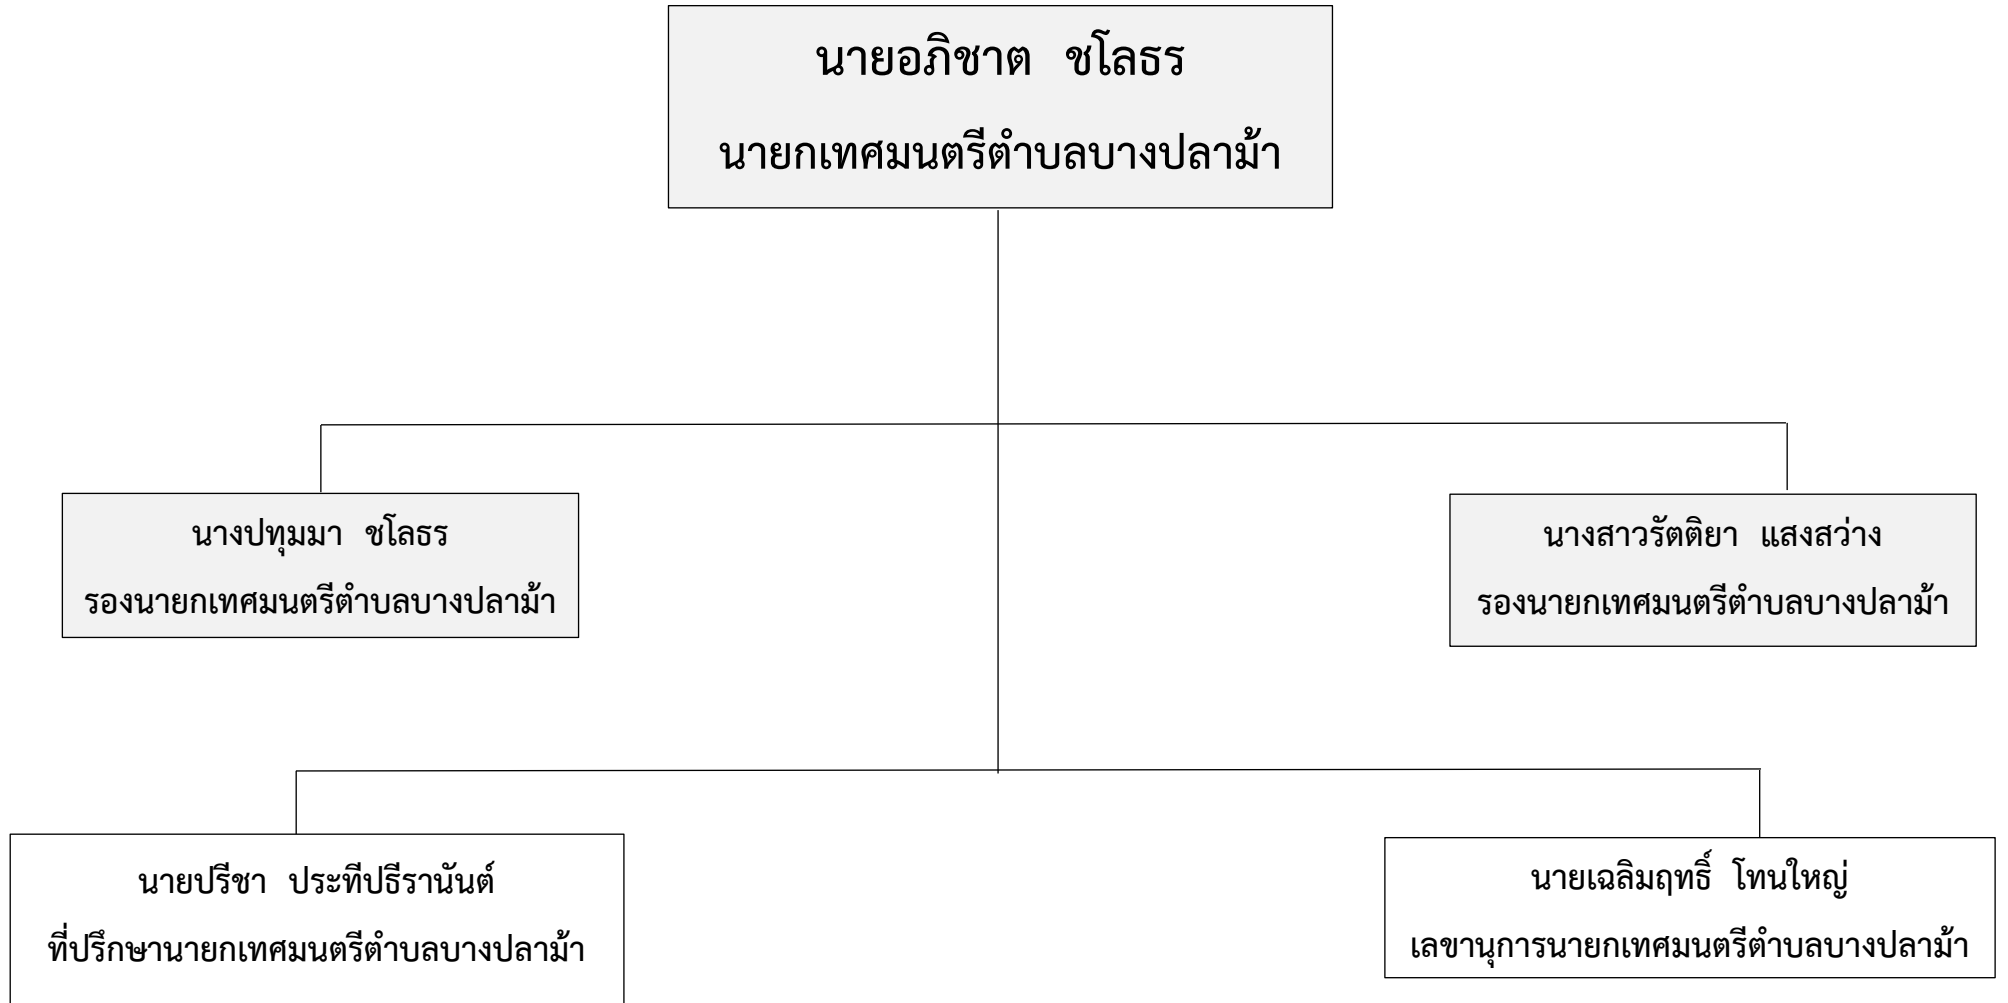 นายอภิชาต ชโลธร
นายกเทศมนตรีตำบลบางปลาม้า
นางปทุมมา ชโลธร
รองนายกเทศมนตรีตำบลบางปลาม้า
นางสาวรัตติยา แสงสว่าง
รองนายกเทศมนตรีตำบลบางปลาม้า
นายปรีชา ประทีปธีรานันต์
ที่ปรึกษานายกเทศมนตรีตำบลบางปลาม้า
นายเฉลิมฤทธิ์ โทนใหญ่
เลขานุการนายกเทศมนตรีตำบลบางปลาม้า